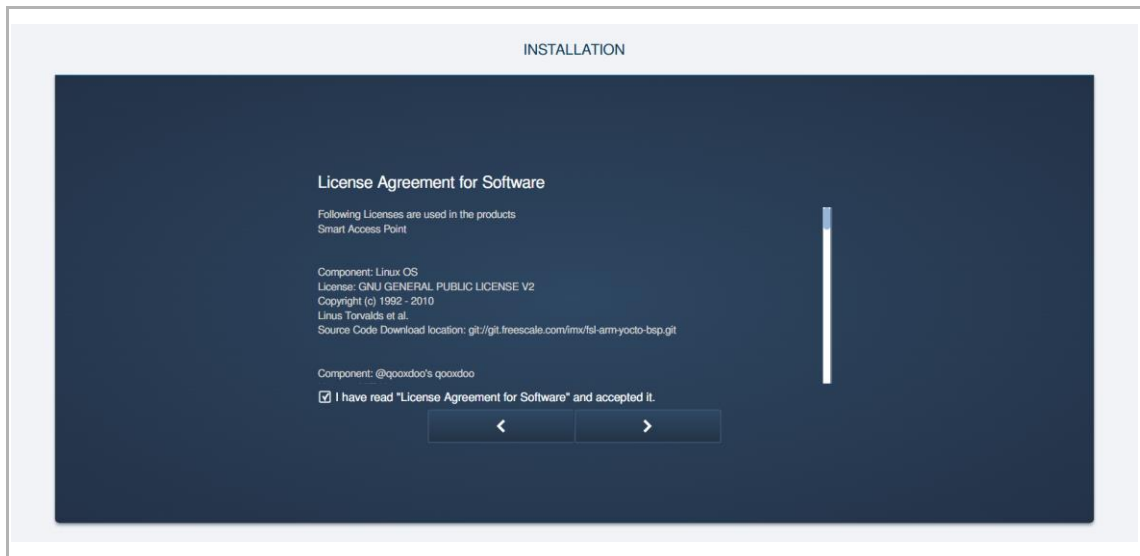 INSTALLATION
License Agreement for Software
Following Licenses are used in the products
Smart Access Point
Component: Linux OS
License: GNU GENERAL PUBLIC LICENSE V2
Copyright (c) 1992 - 2010
Linus Torvalds et al.
Source Code Download location: git://git.freescale.com/imx/fsl-arm-yocto-bsp.git
Component: @qooxdoo's qooxdoo
I have read "License Agreement for Software" and accepted it.